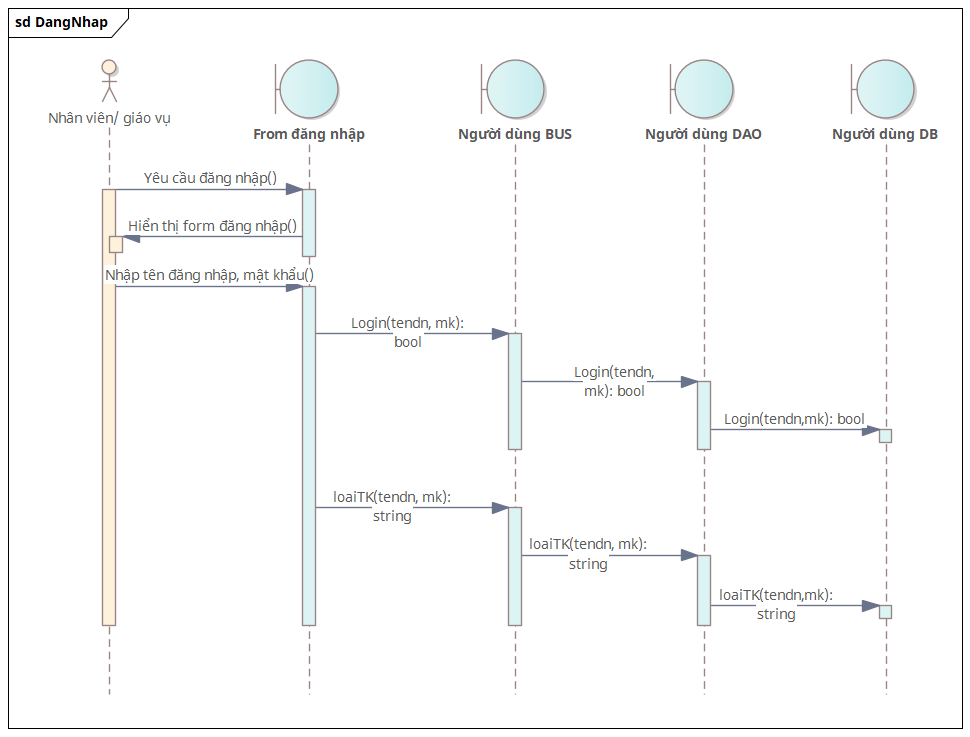 sd DangNhap
Nhân viên/ giáo vụ
From đăng nhập
Người dùng BUS
Người dùng DAO
Người dùng DB
Yêu cầu đăng nhập()
Hiển thị form đăng nhập()
Nhập tên đăng nhập, mật khẩu()
Login(tendn, mk):
bool
Login(tendn,
mk): bool
Login(tendn,mk): bool
loaiTK(tendn, mk):
string
loaiTK(tendn, mk):
string
loaiTK(tendn,mk):
string